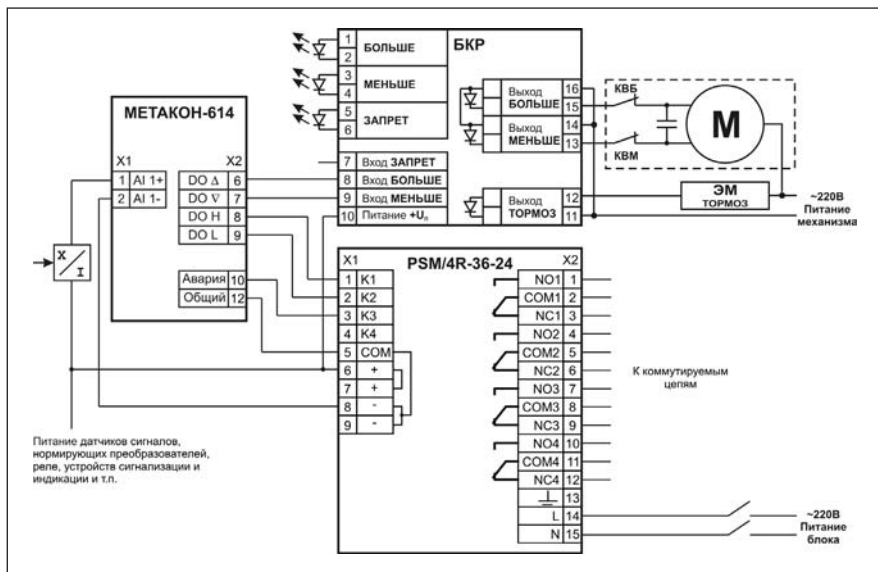 БКР
1
2
БОЛЬШЕ
3
4
МЕНЬШЕ
5
6
ЗАПРЕТ
7 Вход ЗАПРЕТ
8 Вход БОЛЬШЕ
9 Вход МЕНЬШЕ
10 Питание +Uп
Выход БОЛЬШЕ
16
15
Выход МЕНЬШЕ
14
13
Выход ТОРМОЗ
12
11
КВБ
КВМ
М
ЭМ
ТОРМОЗ
~220В
Питание
механизма
МЕТАКОН-614
X1
X2
1 AI 1+
2 AI 1-
DO Δ 6
DO ∇ 7
DO H 8
DO L 9
Авария 10
Общий 12
X
I
Питание датчиков сигналов,
нормирующих преобразователей,
реле, устройств сигнализации и
индикации и т.п.
X1
PSM/4R-36-24
X2
1 K1
2 K2
3 K3
4 K4
5 COM
6 +
7 +
8 -
9 -
NO1 1
COM1 2
NC1 3
NO2 4
COM2 5
NC2 6
NO3 7
COM3 8
NC3 9
NO4 10
COM4 11
NC4 12
13
L 14
N 15
К коммутируемым
цепям
~220В
Питание
блока